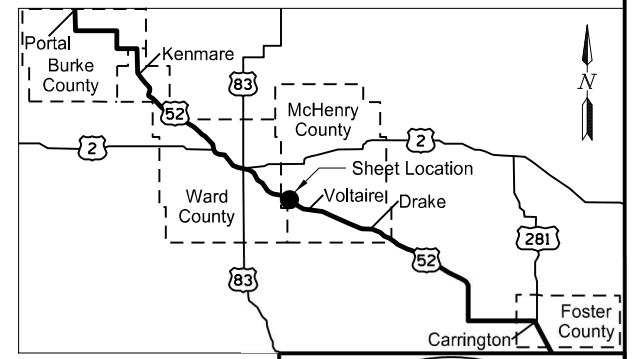 Portal
Burke
County
Kenmare
83
52
McHenry
County
N
2
2
Sheet Location
Ward
County
Voltaire
Drake
281
52
83
Foster
County
Carrington